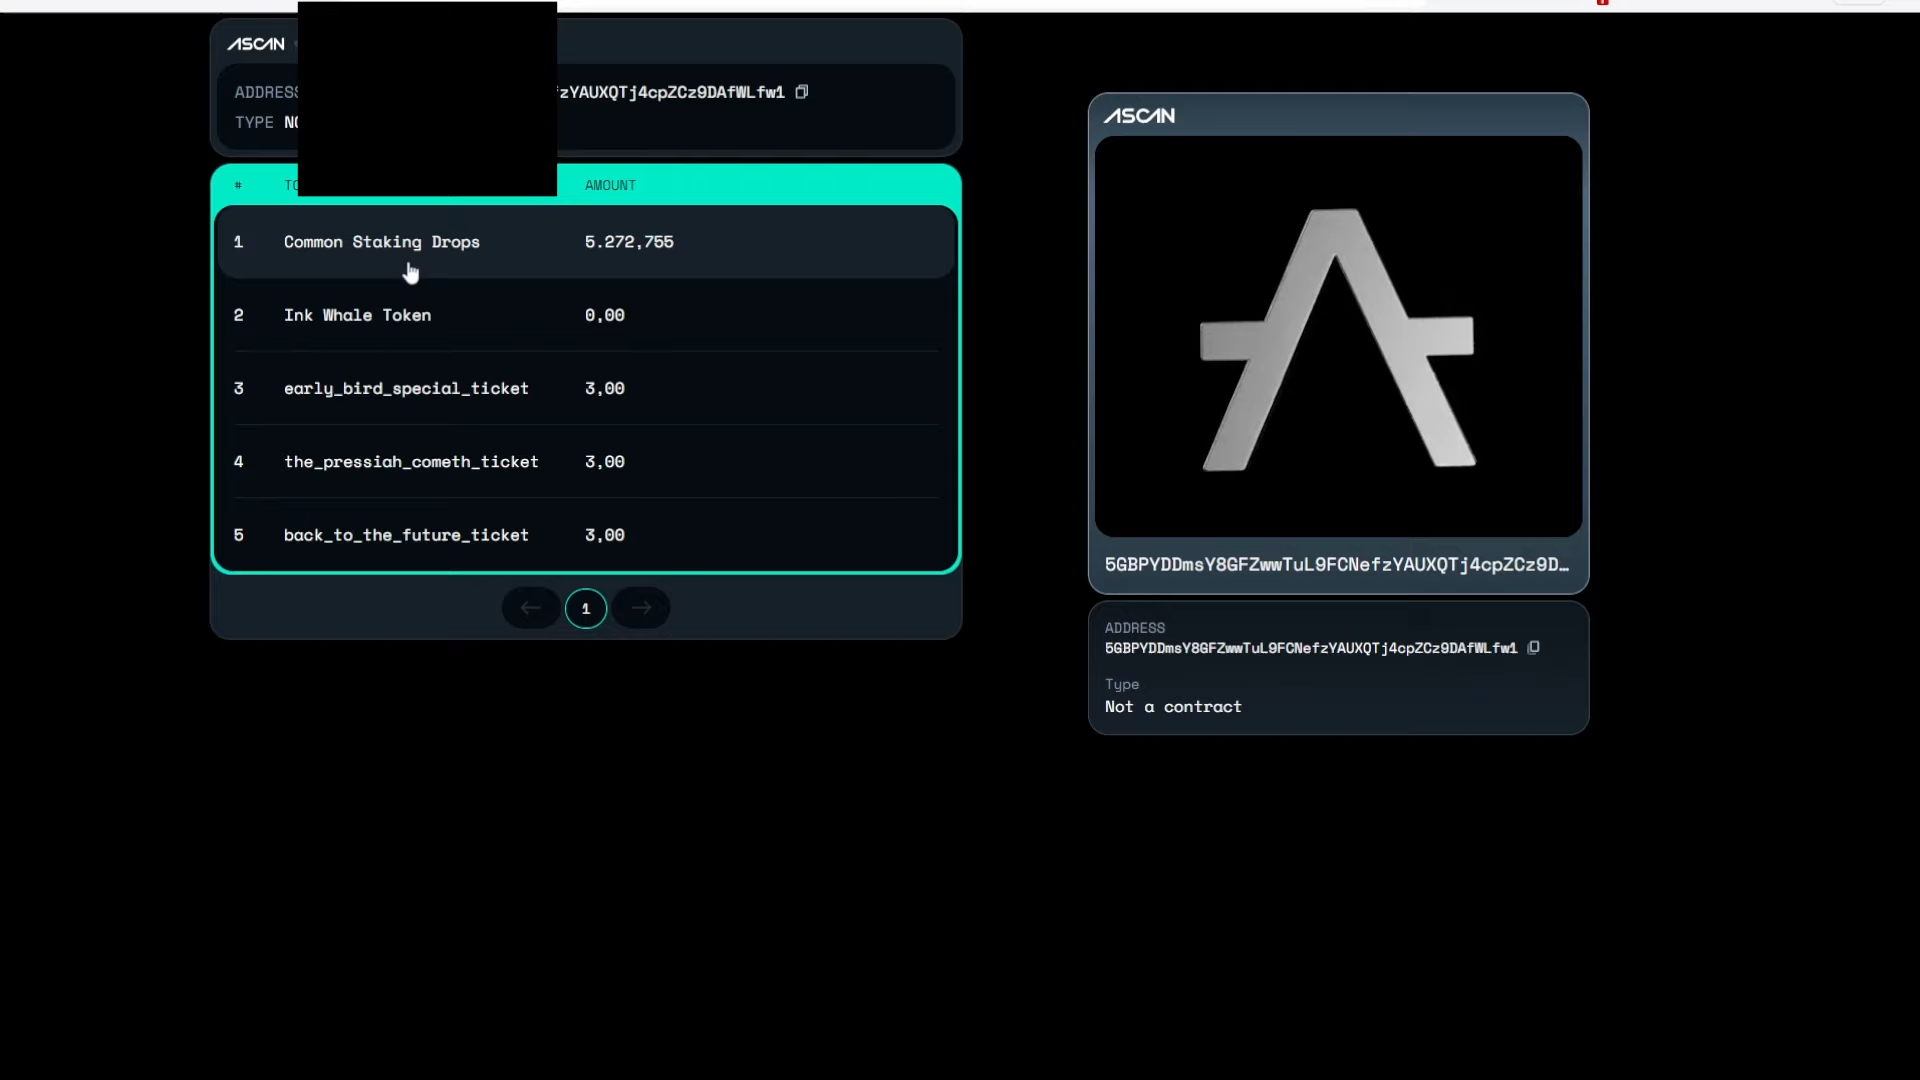 ASCAN
ADDRESS zYAUXQTj4cpZCz9DAfWLfw1
TYPE
# AMOUNT
1 Common Staking Drops 5.272,755
2 Ink Whale Token 0,00
3 early_bird_special_ticket 3,00
4 the_pressiah_cometh_ticket 3,00
5 back_to_the_future_ticket 3,00
1
ASCAN
5GBPYDDmsY8GFZwwTuL9FCNefzYAUXQTj4cpZCz9D…
ADDRESS
5GBPYDDmsY8GFZwwTuL9FCNefzYAUXQTj4cpZCz9DAfWLfw1
Type
Not a contract